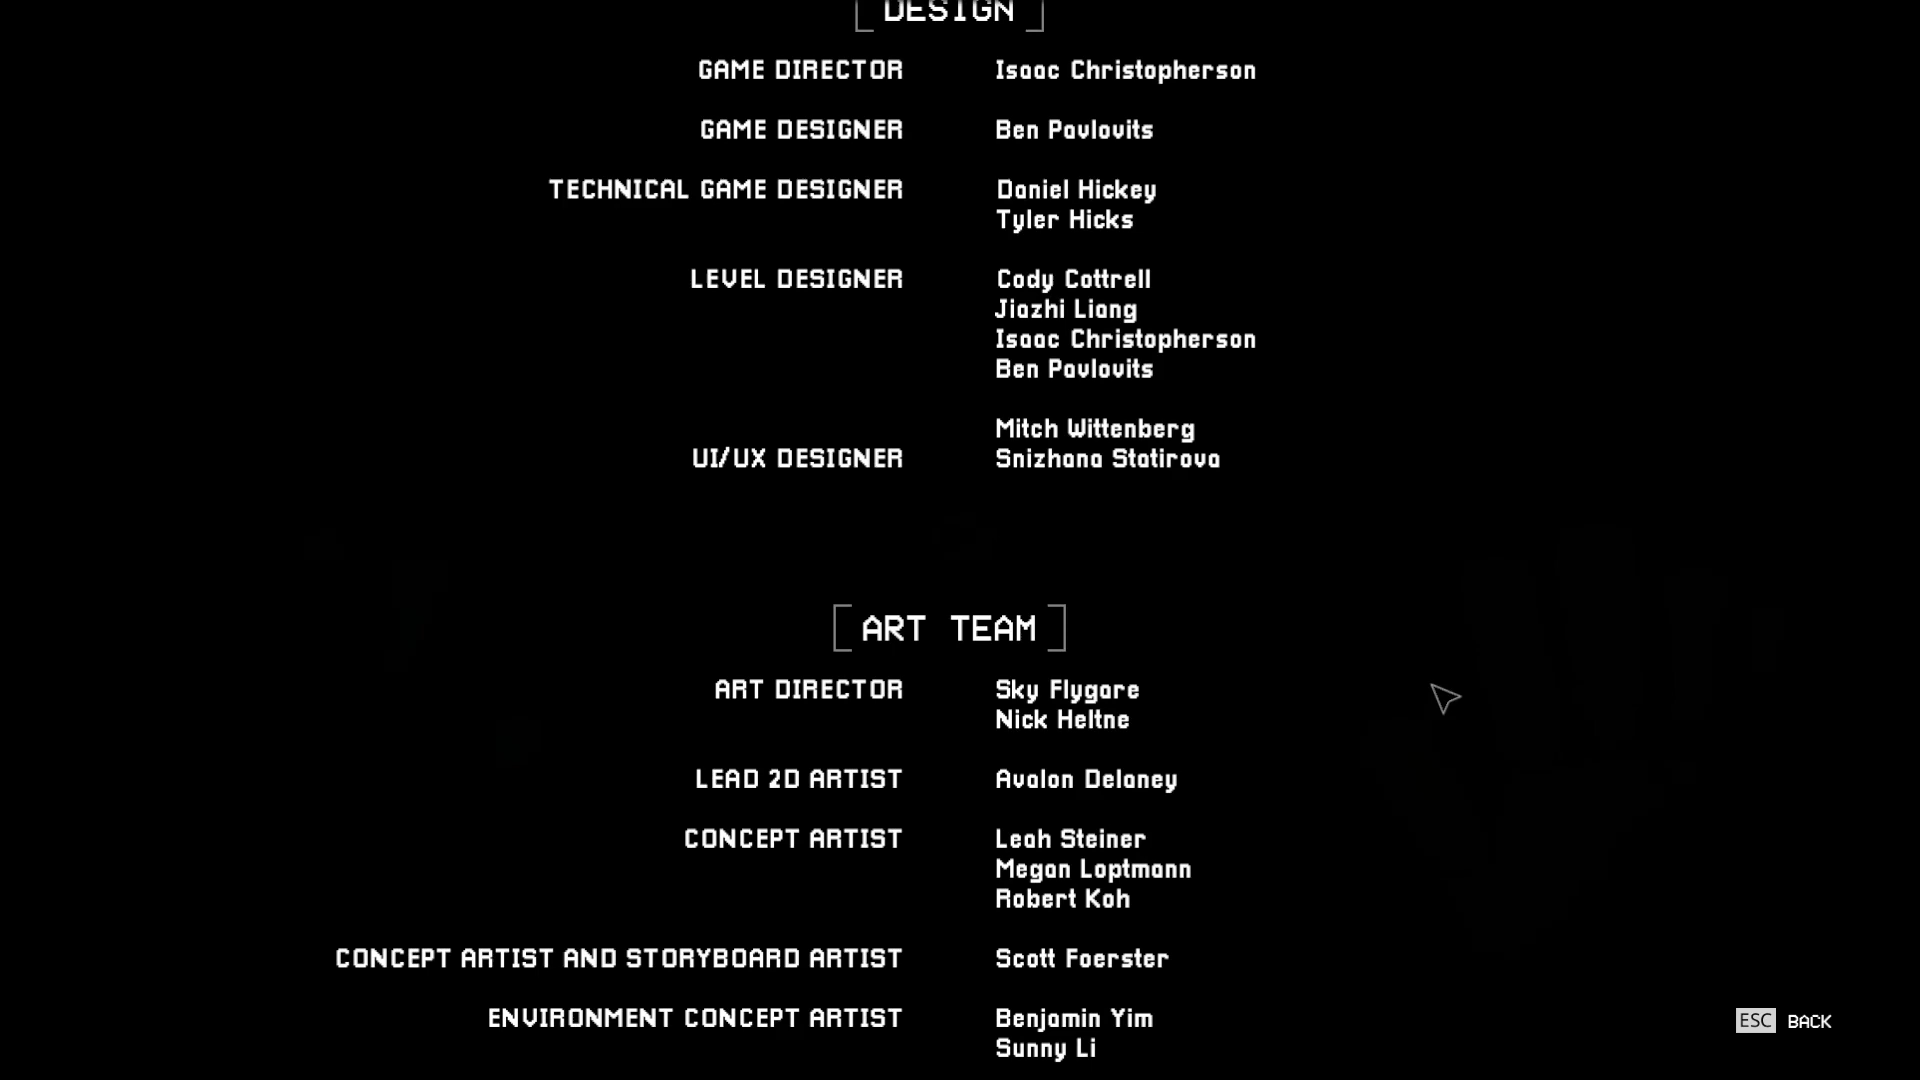 DESIGN
GAME DIRECTOR Isaac Christopherson
GAME DESIGNER Ben Pavlovits
TECHNICAL GAME DESIGNER Daniel Hickey
Tyler Hicks
LEVEL DESIGNER Cody Cottrell
Jiazhi Liang
Isaac Christopherson
Ben Pavlovits
Mitch Wittenberg
UI/UX DESIGNER Snizhana Statirova
ART TEAM
ART DIRECTOR Sky Flygare
Nick Heltne
LEAD 2D ARTIST Avalon Delaney
CONCEPT ARTIST Leah Steiner
Megan Laptmann
Robert Koh
CONCEPT ARTIST AND STORYBOARD ARTIST Scott Foerster
ENVIRONMENT CONCEPT ARTIST Benjamin Yim
Sunny Li
ESC BACK